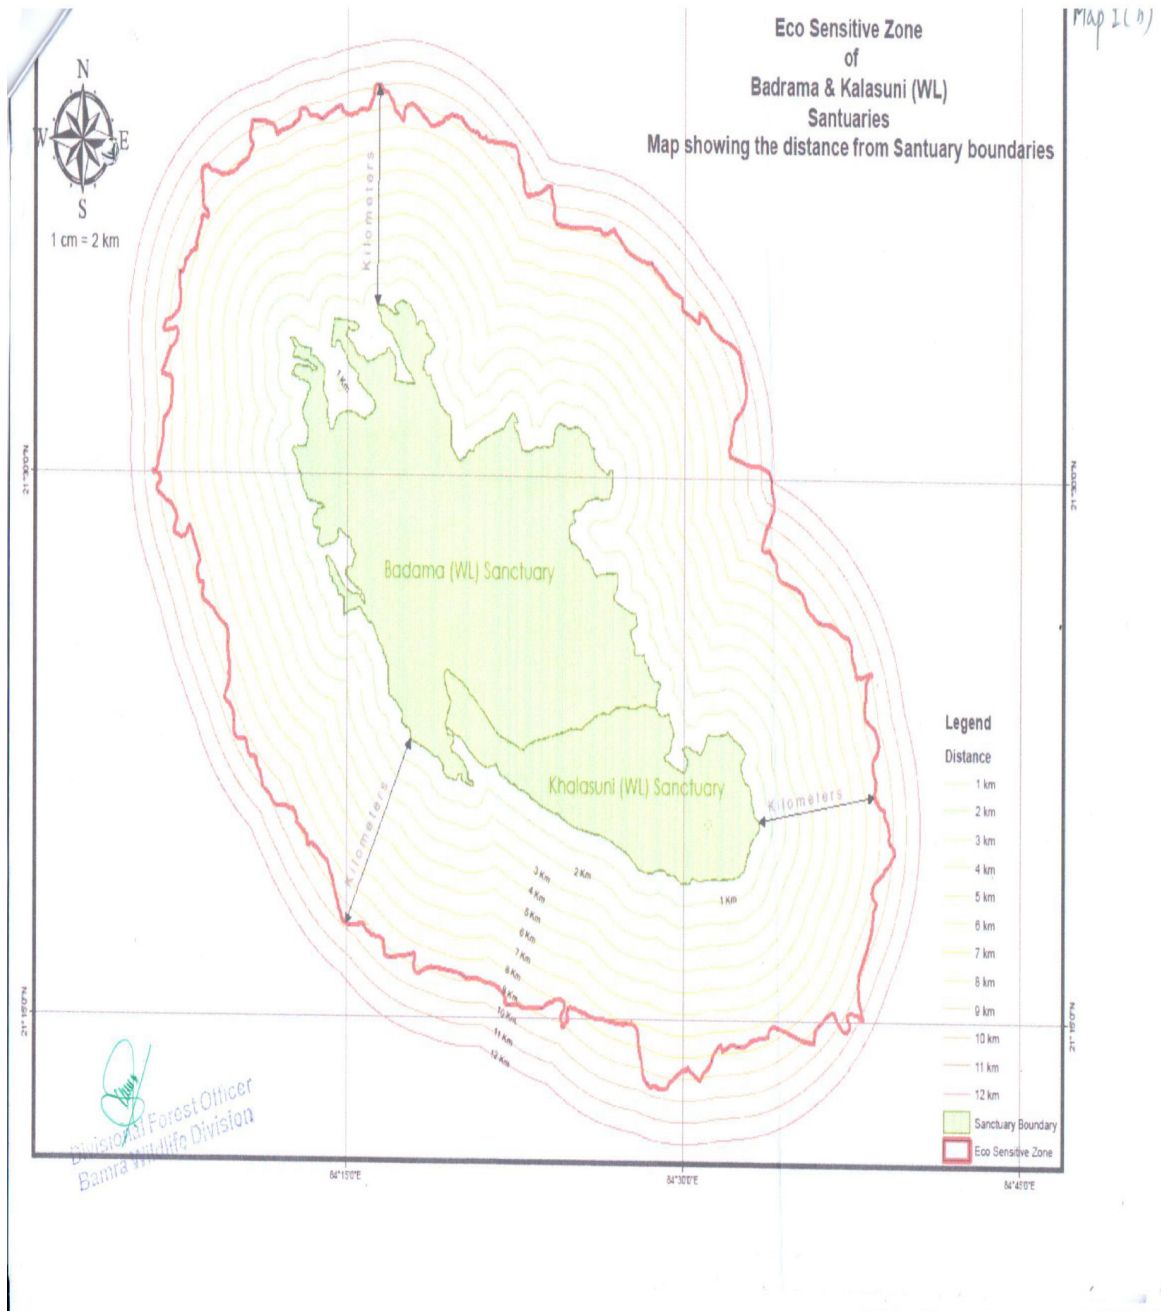 Map 1(b)
Eco Sensitive Zone
of
Badrama & Kalasuni (WL)
Santuaries
Map showing the distance from Santuary boundaries
N
W E
S
1 cm = 2 km
Kilometers
1 Km
21°30'0"N
21°30'0"N
Badama (WL) Sanctuary
Khalasuni (WL) Sanctuary
Kilometers
Kilometers
3 Km
2 Km
4 Km
1 Km
5 Km
6 Km
7 Km
8 Km
9 Km
10 Km
11 Km
12 Km
21°15'0"N
21°15'0"N
Legend
Distance
1 km
2 km
3 km
4 km
5 km
6 km
7 km
8 km
9 km
10 km
11 km
12 km
Sanctuary Boundary
Eco Sensitive Zone
Divisional Forest Officer
Bamra Wildlife Division
84°15'0"E
84°30'0"E
84°45'0"E